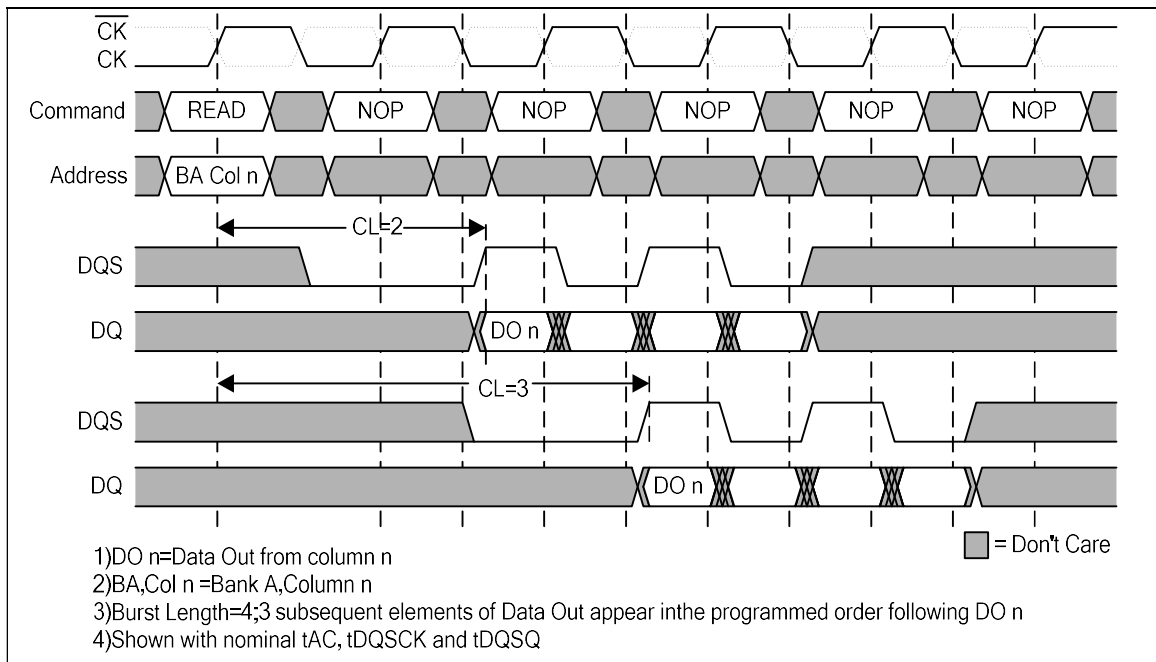 CK
CK
Command READ NOP NOP NOP NOP NOP
Address BA Col n
CL=2
DQS
DQ DO n
CL=3
DQS
DQ DO n
= Don't Care
1)DO n=Data Out from column n
2)BA,Col n =Bank A,Column n
3)Burst Length=4;3 subsequent elements of Data Out appear inthe programmed order following DO n
4)Shown with nominal tAC, tDQSCK and tDQSQ